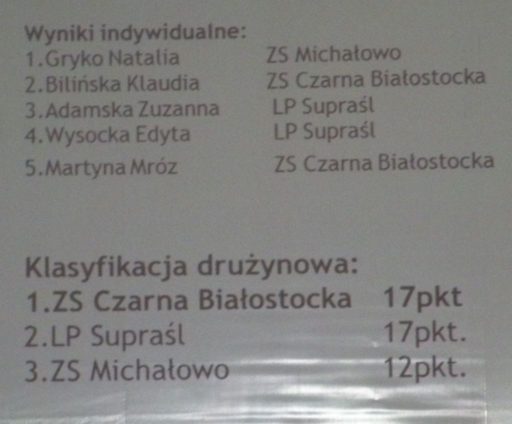 Wyniki indywidualne:
1.Gryko Natalia ZS Michałowo
2.Bilińska Klaudia ZS Czarna Białostocka
3.Adamska Zuzanna LP Supraśl
4.Wysocka Edyta LP Supraśl
5.Martyna Mróz ZS Czarna Białostocka
Klasyfikacja drużynowa:
1.ZS Czarna Białostocka 17pkt
2.LP Supraśl 17pkt.
3.ZS Michałowo 12pkt.